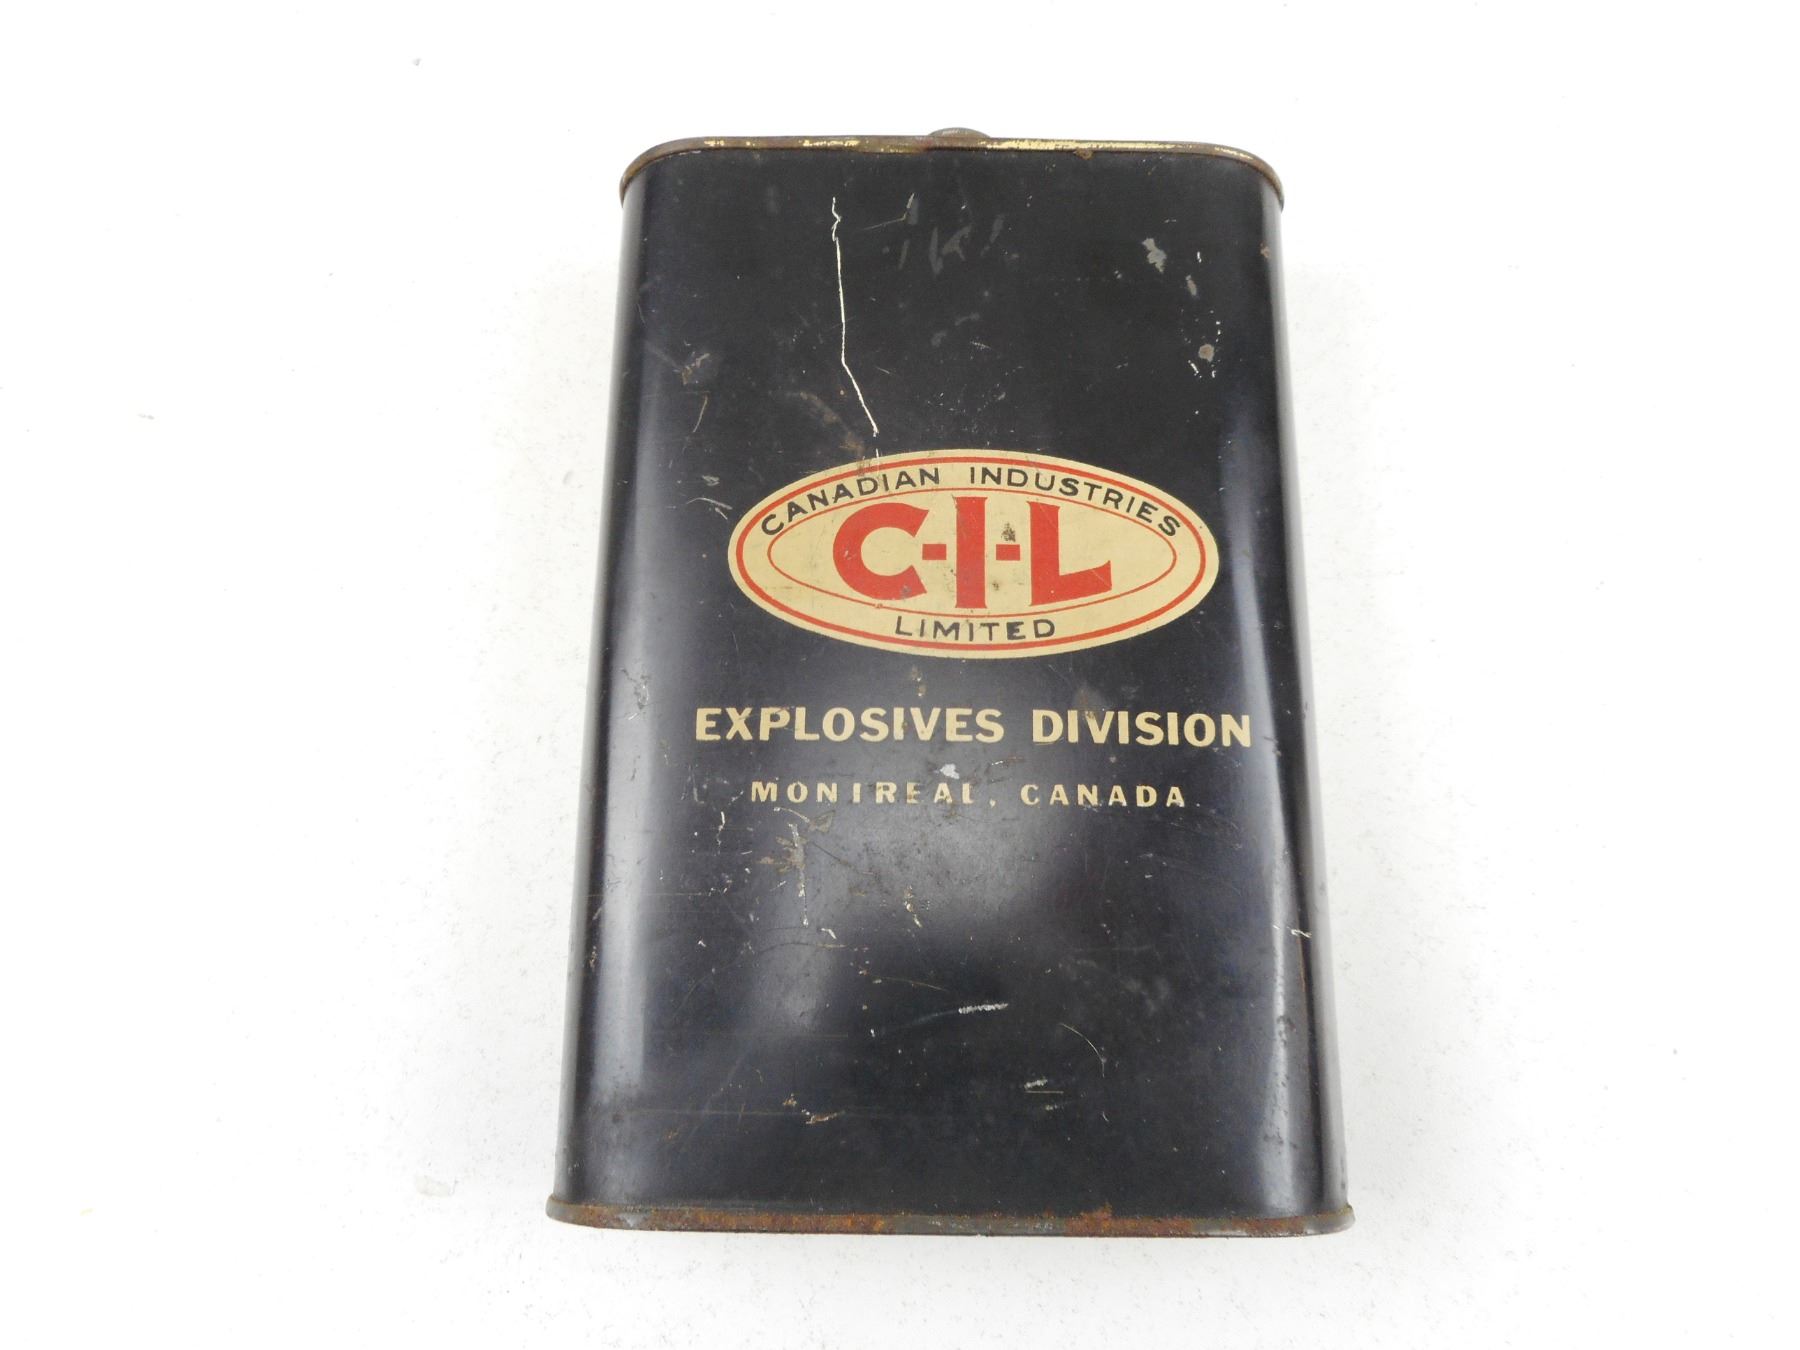 CANADIAN INDUSTRIES
C-I-L
LIMITED
EXPLOSIVES DIVISION
MONTREAL, CANADA